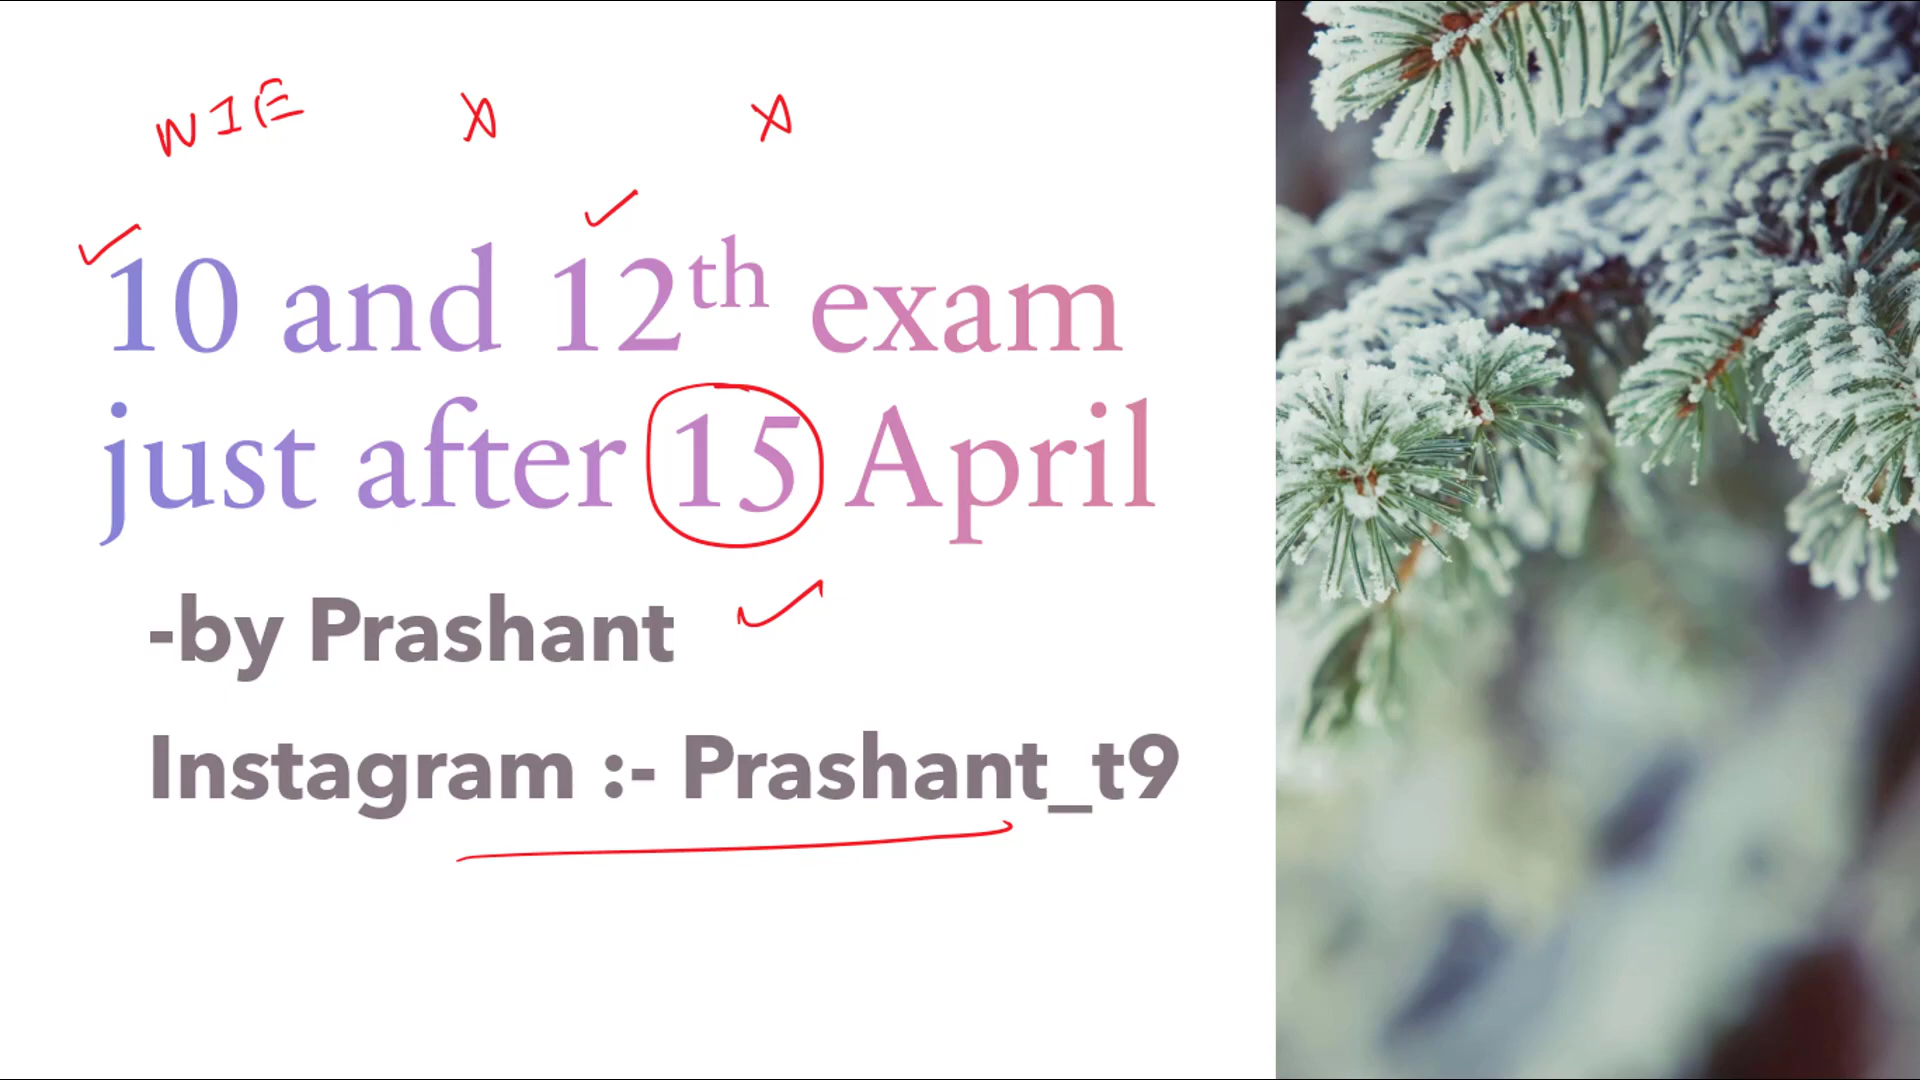 WIE
10 and 12th exam
just after 15 April
-by Prashant
Instagram :- Prashant_t9